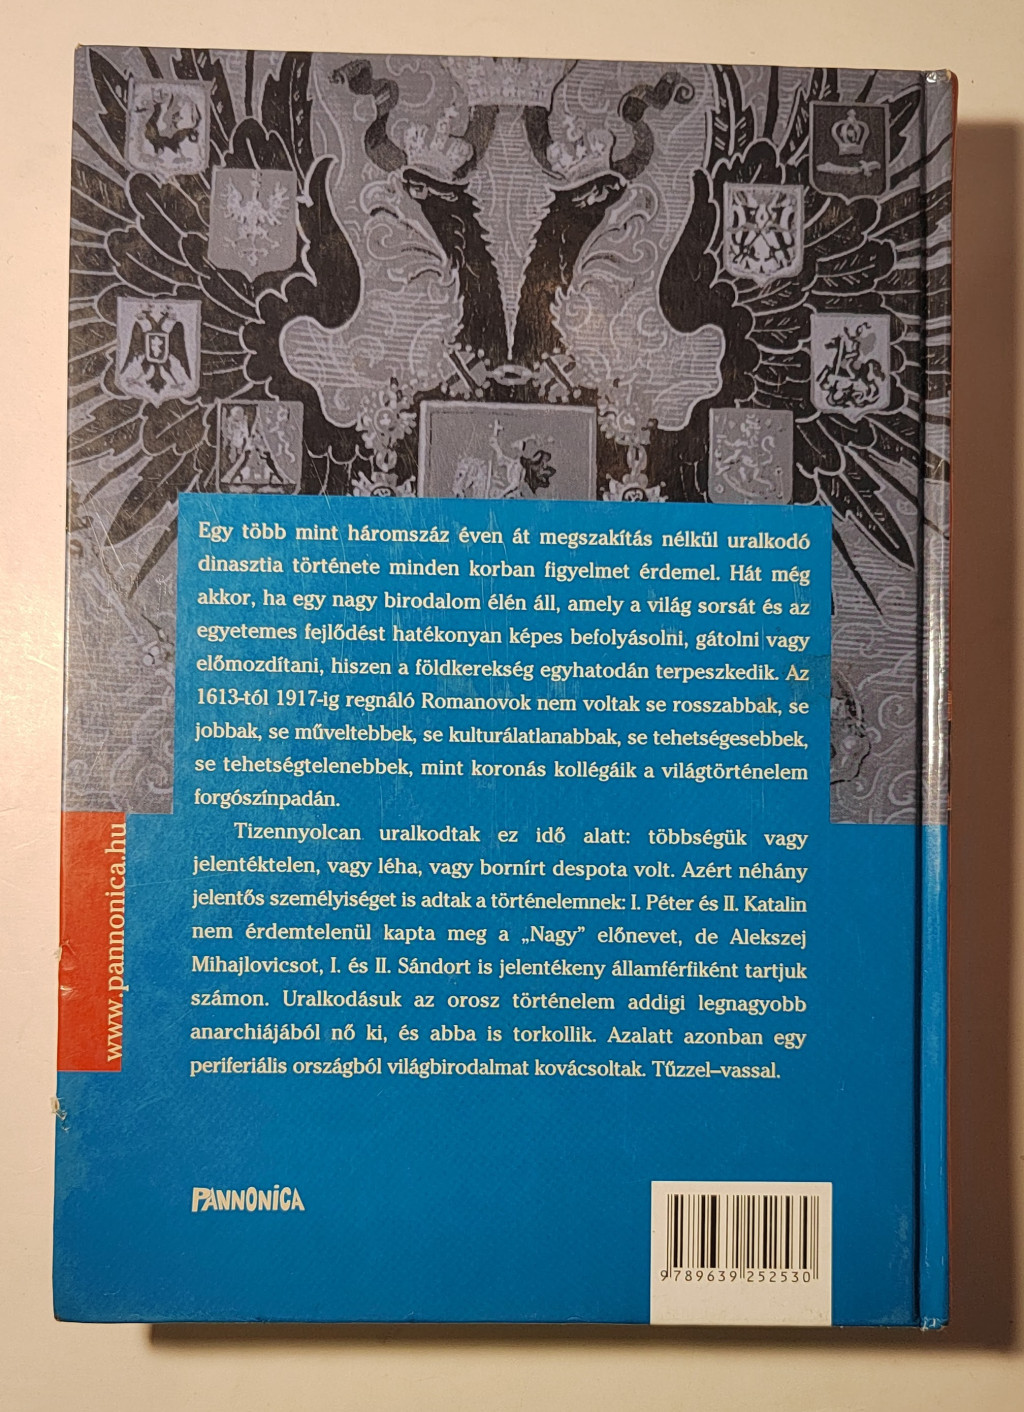 Egy több mint háromszáz éven át megszakítás nélkül uralkodó
dinasztia története minden korban figyelmet érdemel. Hát még
akkor, ha egy nagy birodalom élén áll, amely a világ sorsát és az
egyetemes fejlődést hatékonyan képes befolyásolni, gátolni vagy
előmozdítani, hiszen a földkerekség egyhatodán terpeszkedik. Az
1613-tól 1917-ig regnáló Romanovok nem voltak se rosszabbak, se
jobbak, se műveltebbek, se kulturálatlanabbak, se tehetségesebbek,
se tehetségtelenebbek, mint koronás kollégáik a világtörténelem
forgószínpadán.
Tizennyolcan uralkodtak ez idő alatt: többségük vagy
jelentéktelen, vagy léha, vagy bornírt despota volt. Azért néhány
jelentős személyiséget is adtak a történelemnek: I. Péter és II. Katalin
nem érdemtelenül kapta meg a „Nagy” előnevet, de Alekszej
Mihajlovicsot, I. és II. Sándort is jelentékeny államférfiként tartjuk
számon. Uralkodásuk az orosz történelem addigi legnagyobb
anarchiájából nő ki, és abba is torkollik. Azalatt azonban egy
periferiális országból világbirodalmat kovácsoltak. Tűzzel–vassal.
www.pannonica.hu
PANNONICA
9789639252530